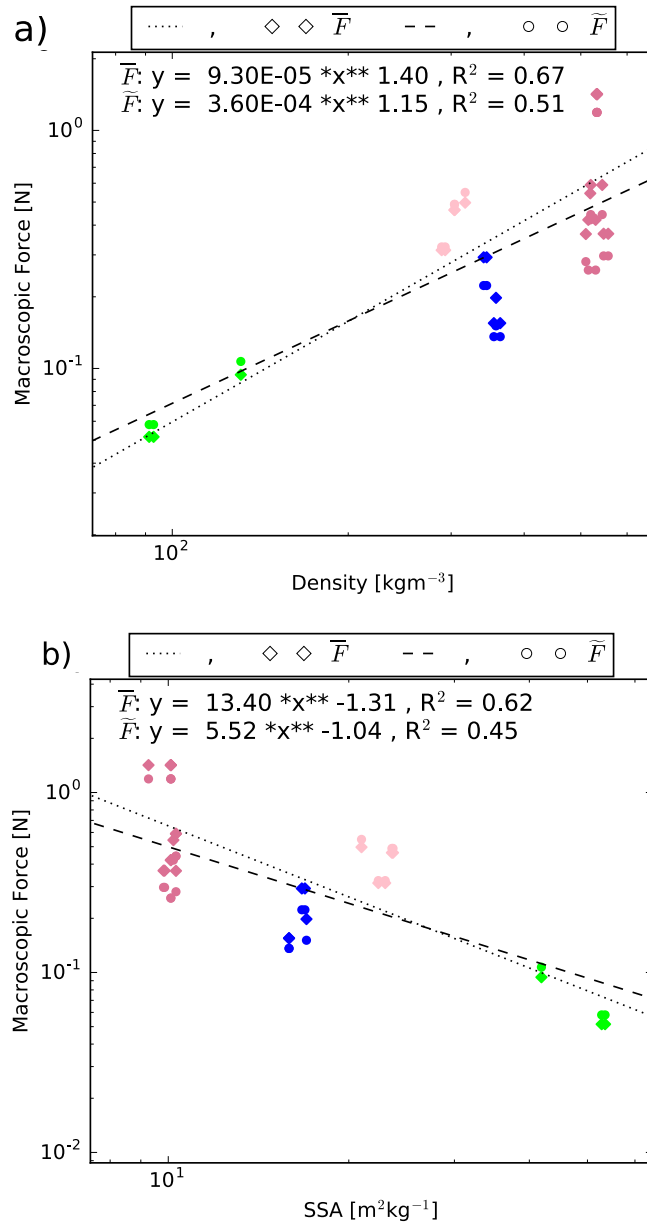 a)
, F̅ , F̃
F̅: y = 9.30E-05 *x** 1.40 , R² = 0.67
F̃: y = 3.60E-04 *x** 1.15 , R² = 0.51
10⁰
10⁻¹
Macroscopic Force [N]
10²
Density [kgm⁻³]
b)
, F̅ , F̃
F̅: y = 13.40 *x** -1.31 , R² = 0.62
F̃: y = 5.52 *x** -1.04 , R² = 0.45
10⁰
10⁻¹
10⁻²
Macroscopic Force [N]
10¹
SSA [m²kg⁻¹]